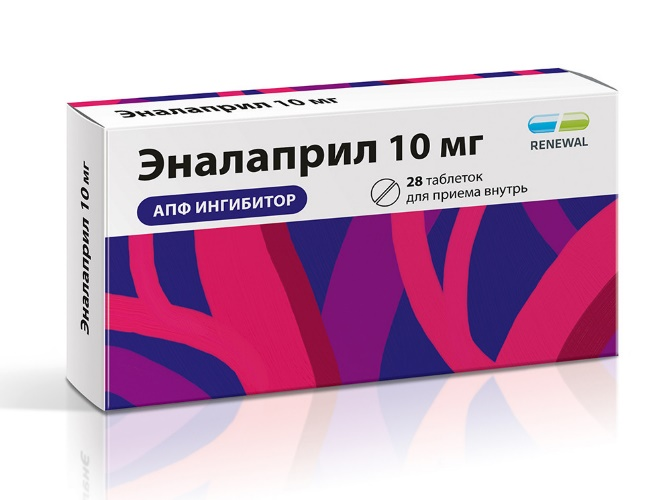 Эналаприл 10 мг
Эналаприл 10 мг
RENEWAL
АПФ ИНГИБИТОР
28 таблеток
для приема внутрь
Эналаприл 10 мг